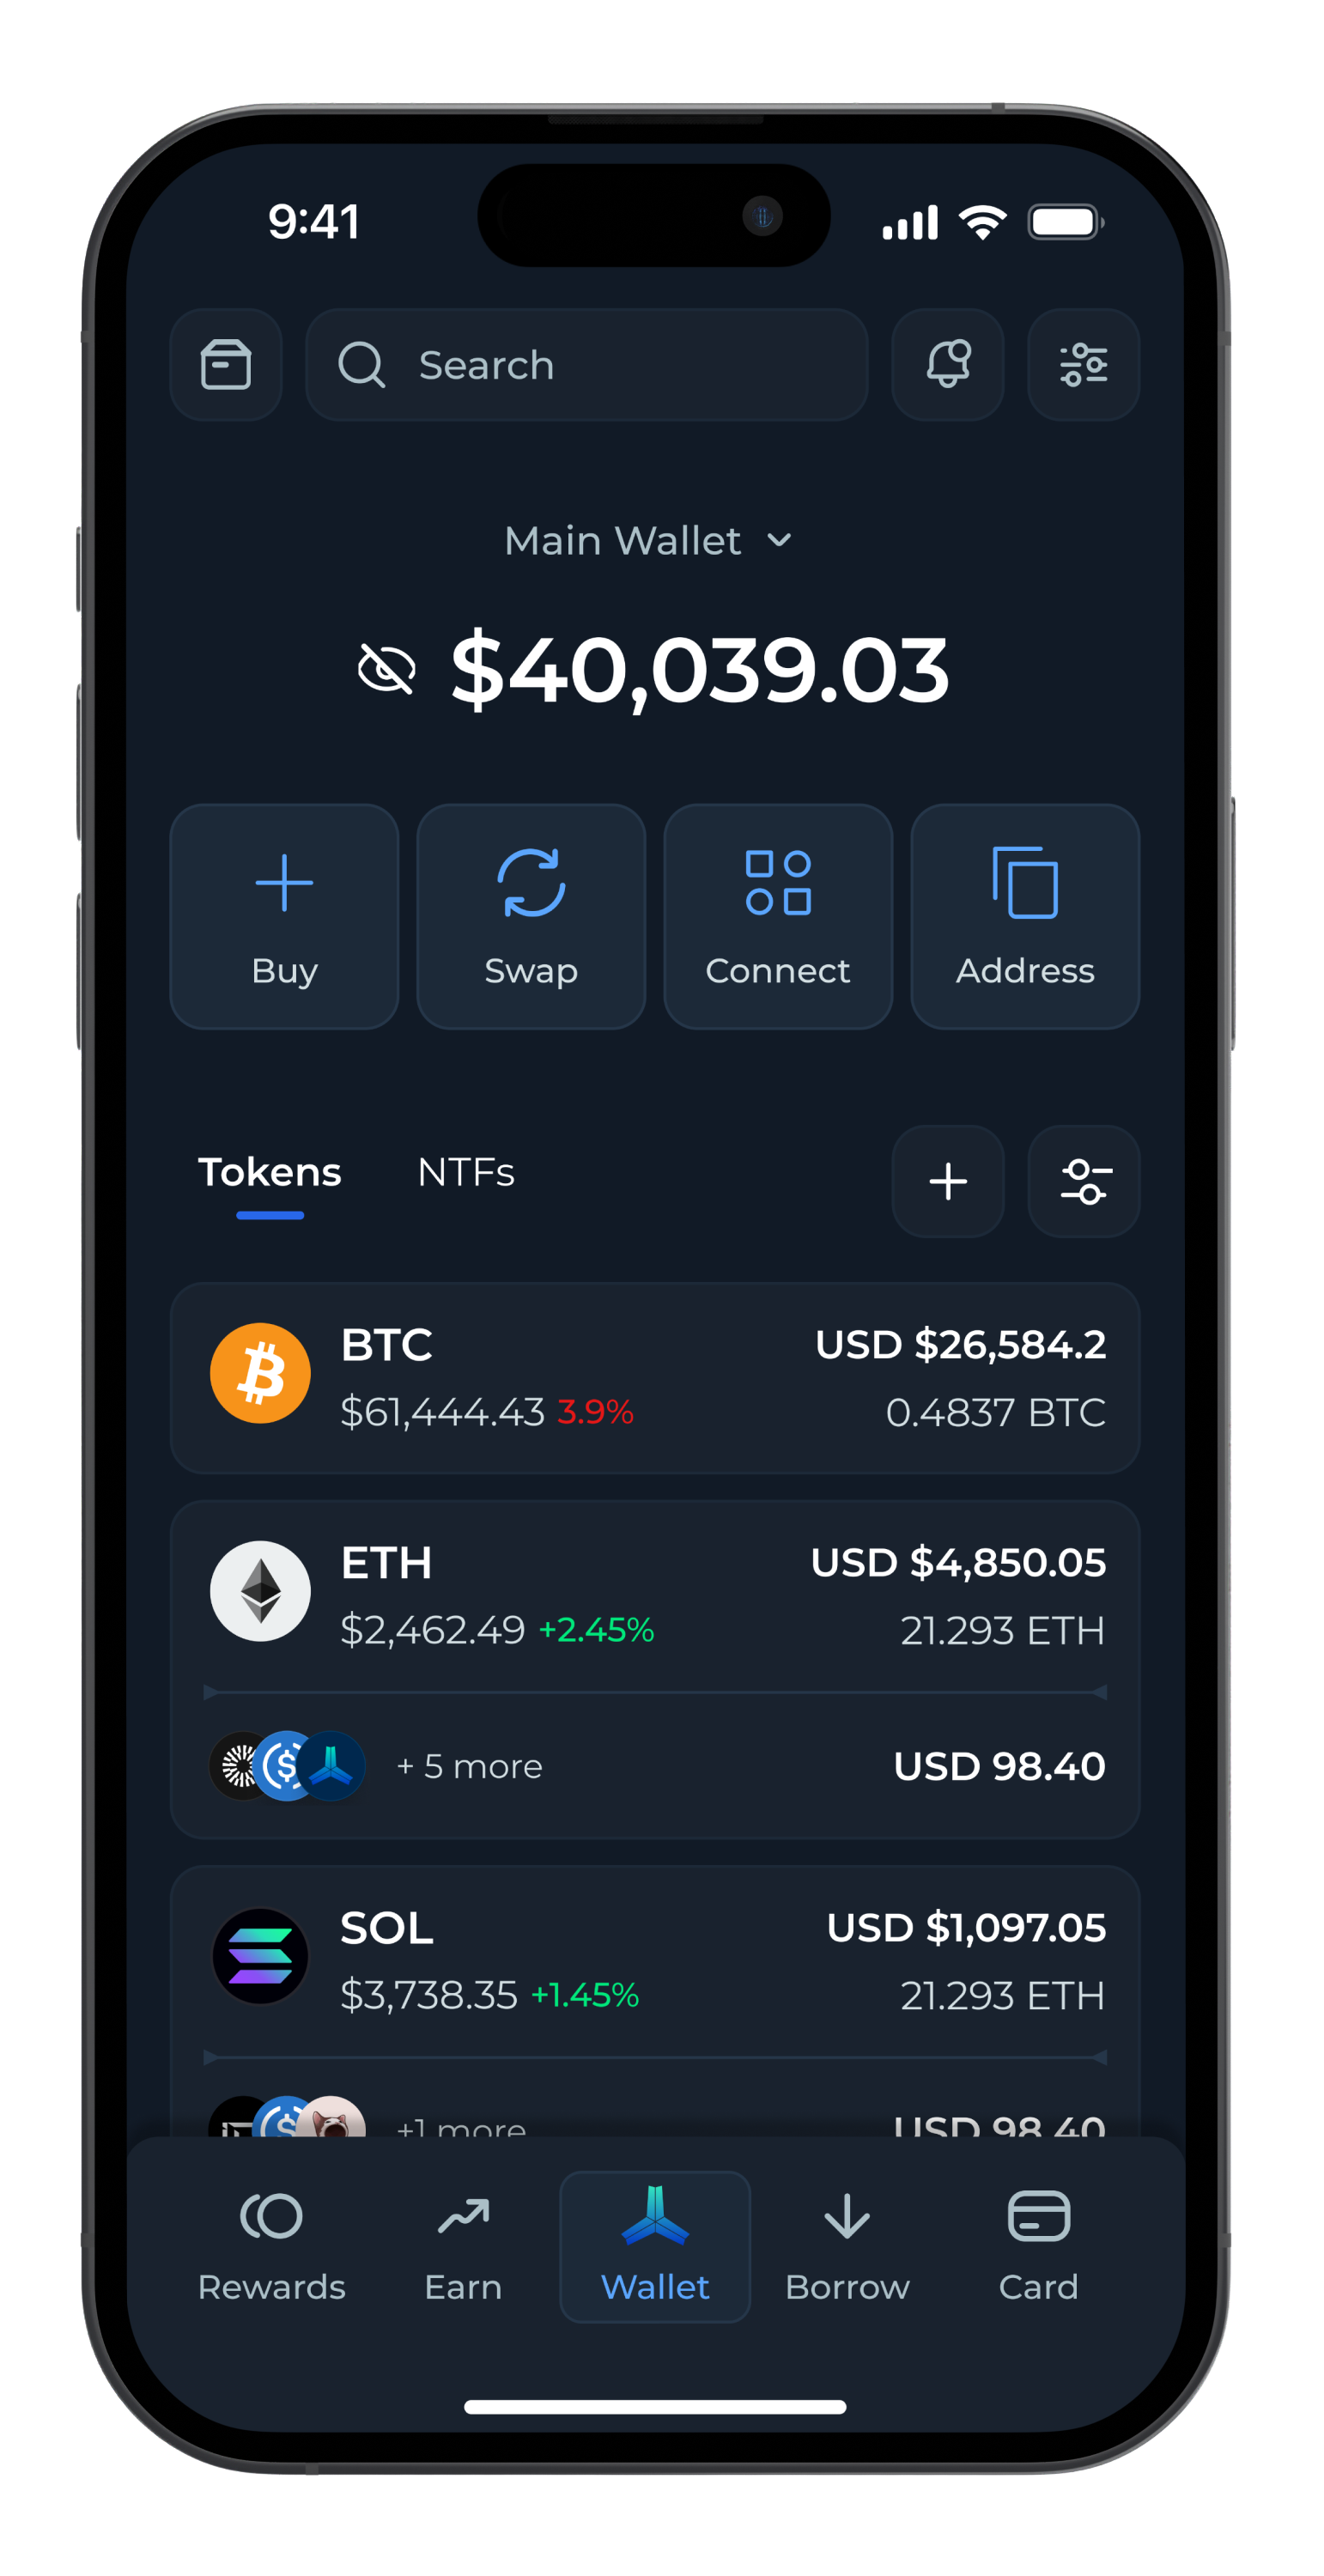 9:41
Search
Main Wallet
$40,039.03
Buy Swap Connect Address
Tokens NTFs
BTC USD $26,584.2
$61,444.43 3.9% 0.4837 BTC
ETH USD $4,850.05
$2,462.49 +2.45% 21.293 ETH
+ 5 more USD 98.40
SOL USD $1,097.05
$3,738.35 +1.45% 21.293 ETH
+1 more USD 98.40
Rewards Earn Wallet Borrow Card